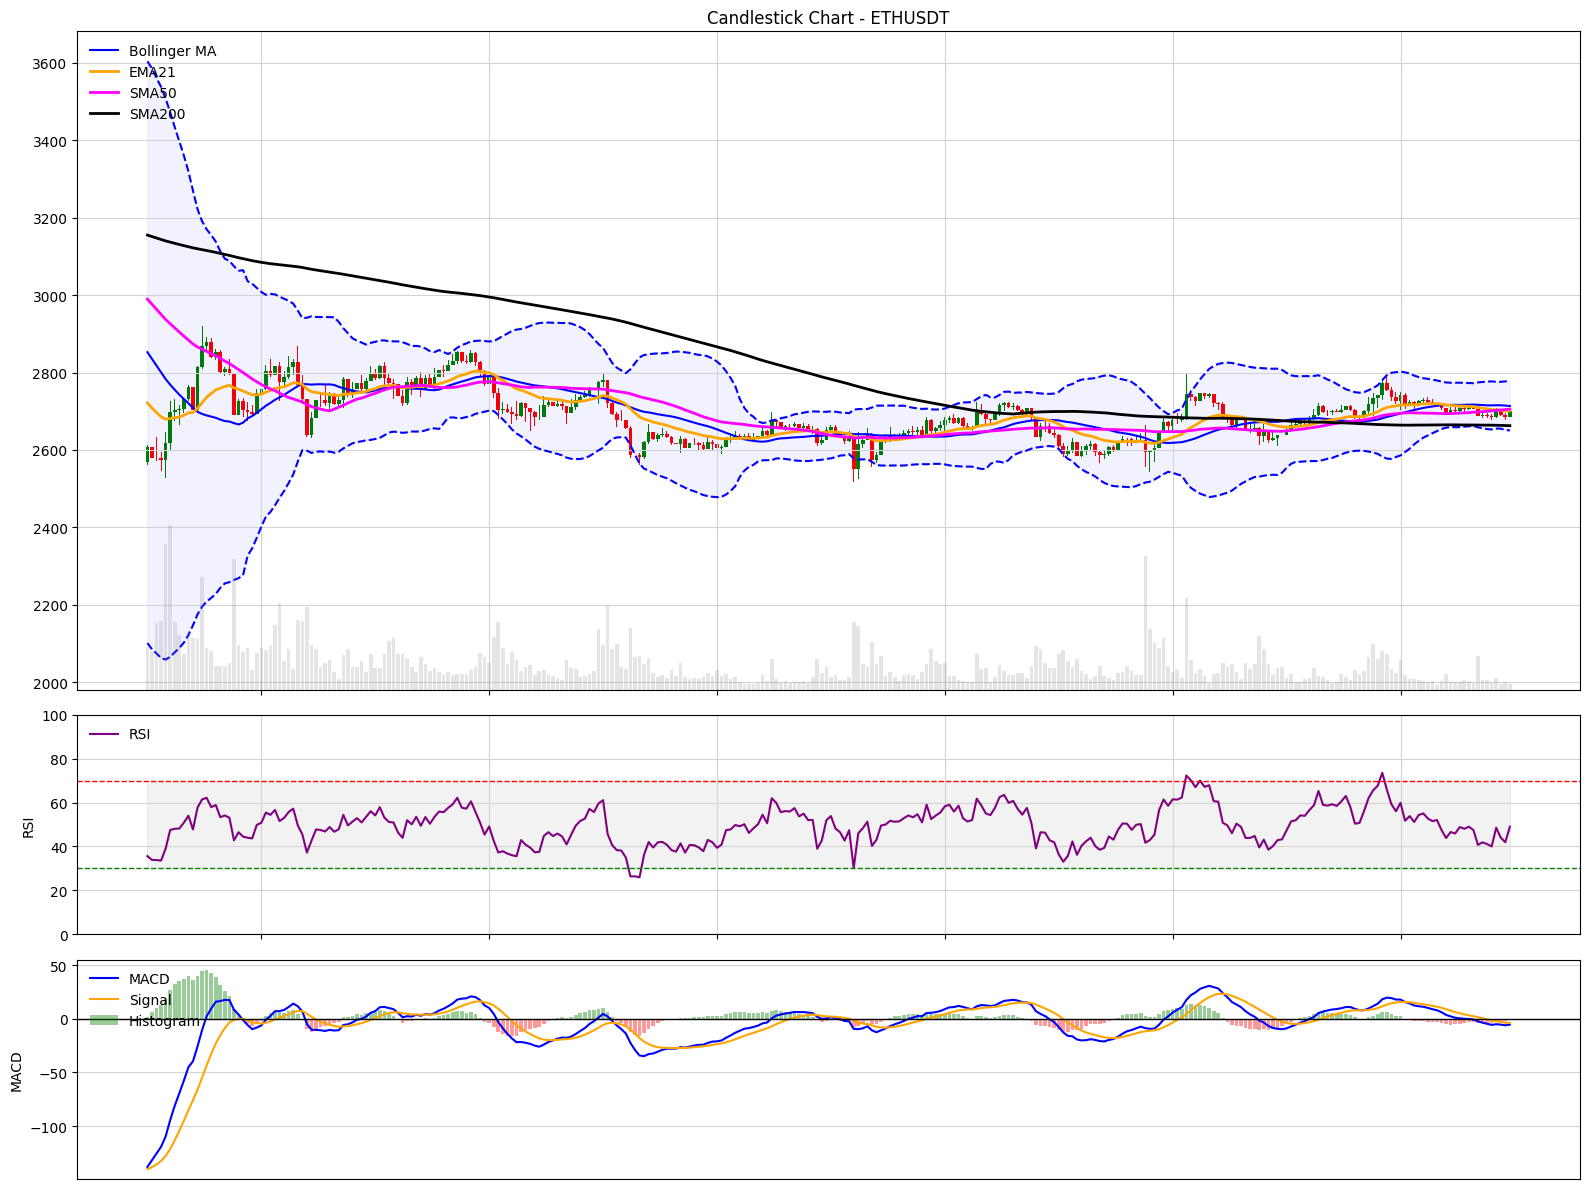 Candlestick Chart - ETHUSDT
Bollinger MA
EMA21
SMA50
SMA200
3600
3400
3200
3000
2800
2600
2400
2200
2000
RSI
100
80
60
40
20
0
RSI
MACD
Signal
Histogram
50
0
−50
−100
MACD